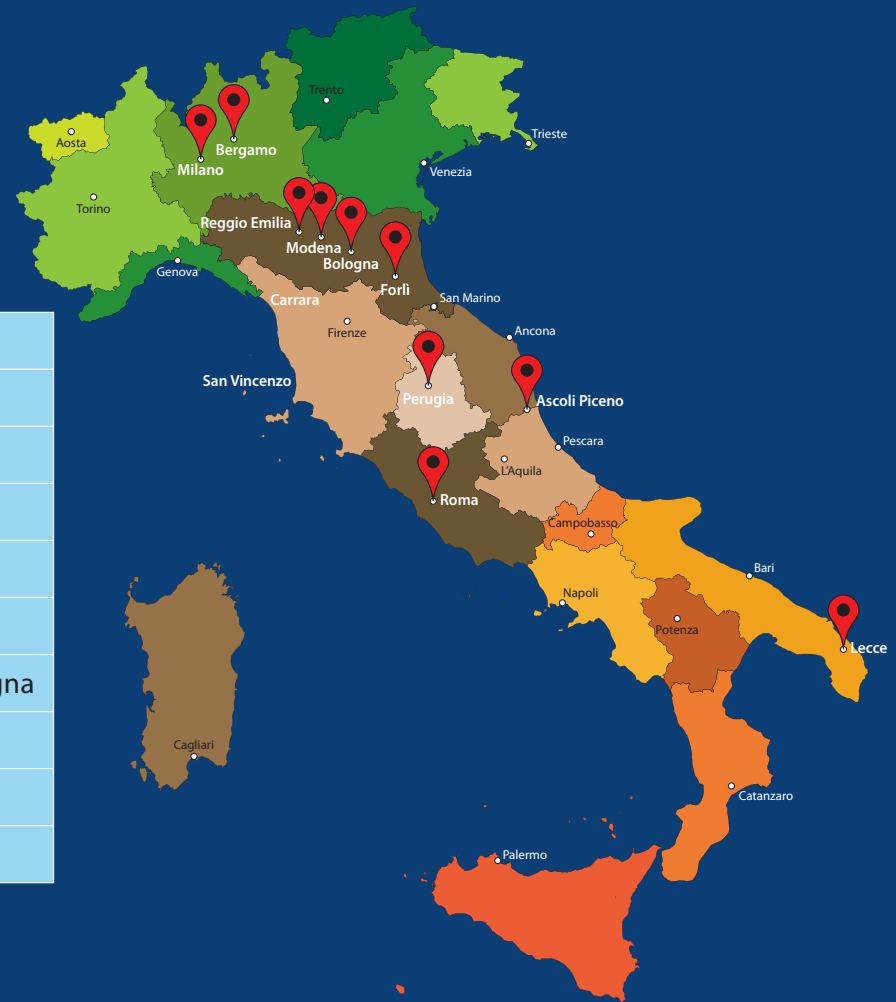 Trento
Trieste
Aosta
Bergamo
Milano
Venezia
Torino
Reggio Emilia
Modena
Bologna
Genova
Forlì
Carrara
San Marino
Firenze
Ancona
San Vincenzo
Perugia
Ascoli Piceno
Pescara
L'Aquila
Roma
Campobasso
Bari
Napoli
Potenza
Lecce
gna
Cagliari
Catanzaro
Palermo